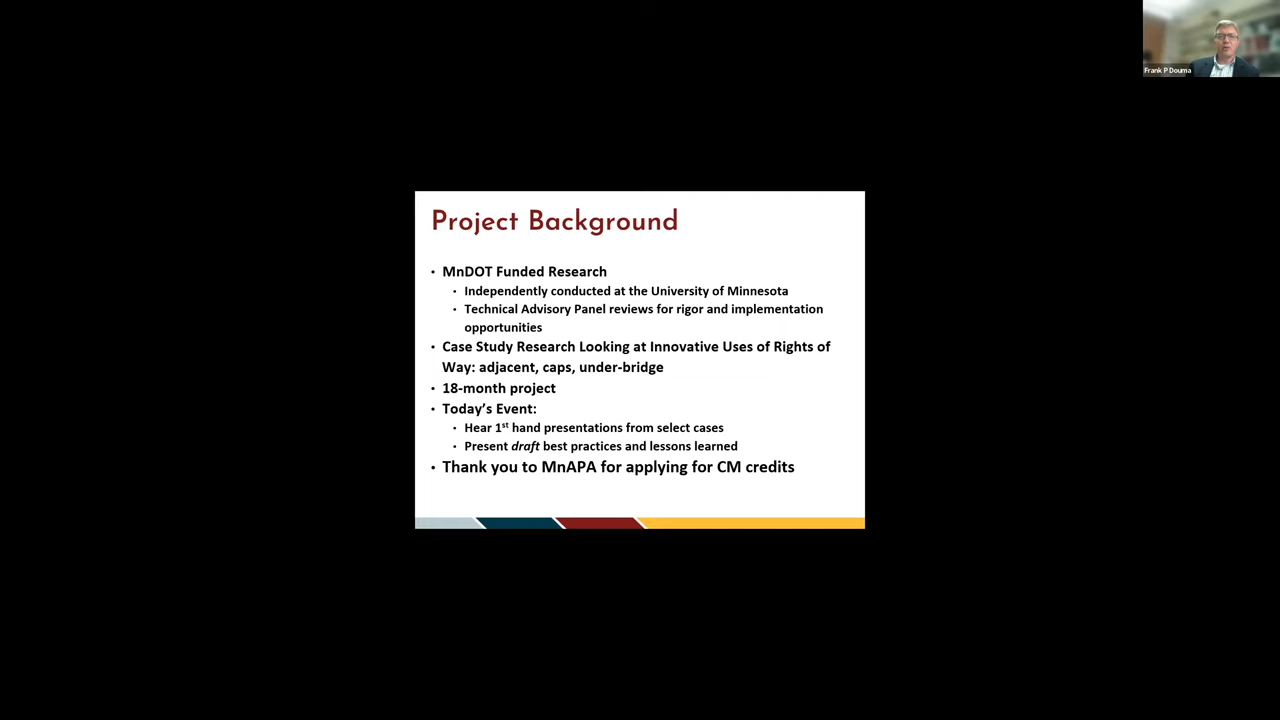 Frank P Douma
Project Background
• MnDOT Funded Research
• Independently conducted at the University of Minnesota
• Technical Advisory Panel reviews for rigor and implementation
opportunities
• Case Study Research Looking at Innovative Uses of Rights of
Way: adjacent, caps, under-bridge
• 18-month project
• Today’s Event:
• Hear 1st hand presentations from select cases
• Present draft best practices and lessons learned
• Thank you to MnAPA for applying for CM credits